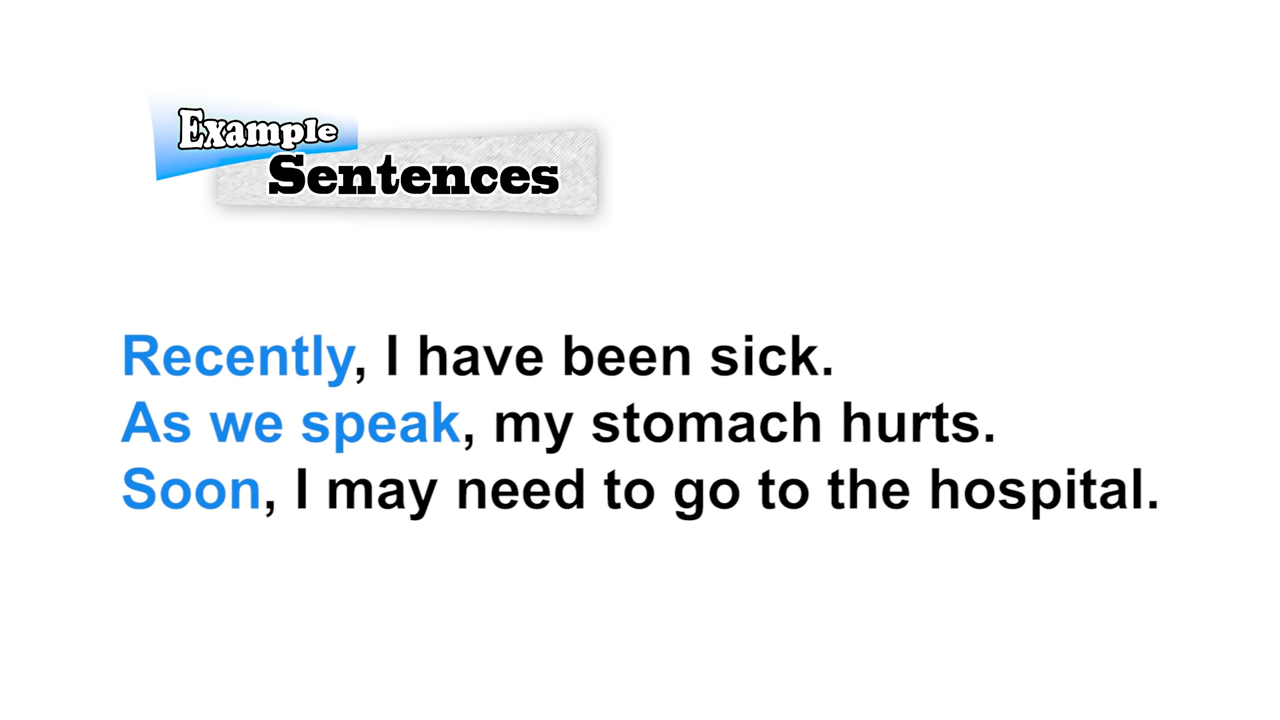 Example
Sentences
Recently, I have been sick.
As we speak, my stomach hurts.
Soon, I may need to go to the hospital.